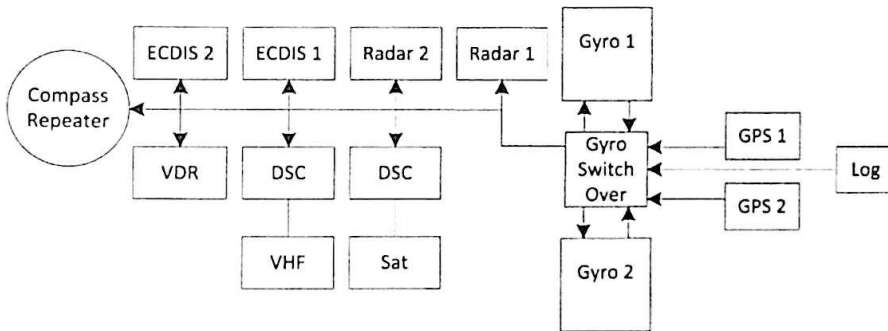 ECDIS 2
ECDIS 1
Radar 2
Radar 1
Gyro 1
Compass
Repeater
VDR
DSC
DSC
Gyro
Switch
Over
GPS 1
Log
GPS 2
VHF
Sat
Gyro 2